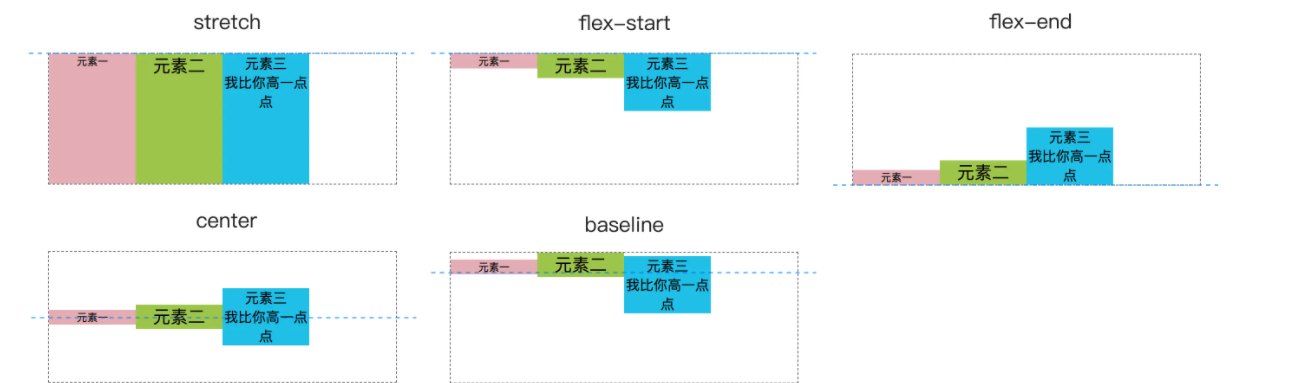 stretch
元素一
元素二
元素三
我比你高一点
点
flex-start
元素一
元素二
元素三
我比你高一点
点
flex-end
元素一
元素二
元素三
我比你高一点
点
center
元素一
元素二
元素三
我比你高一点
点
baseline
元素一
元素二
元素三
我比你高一点
点